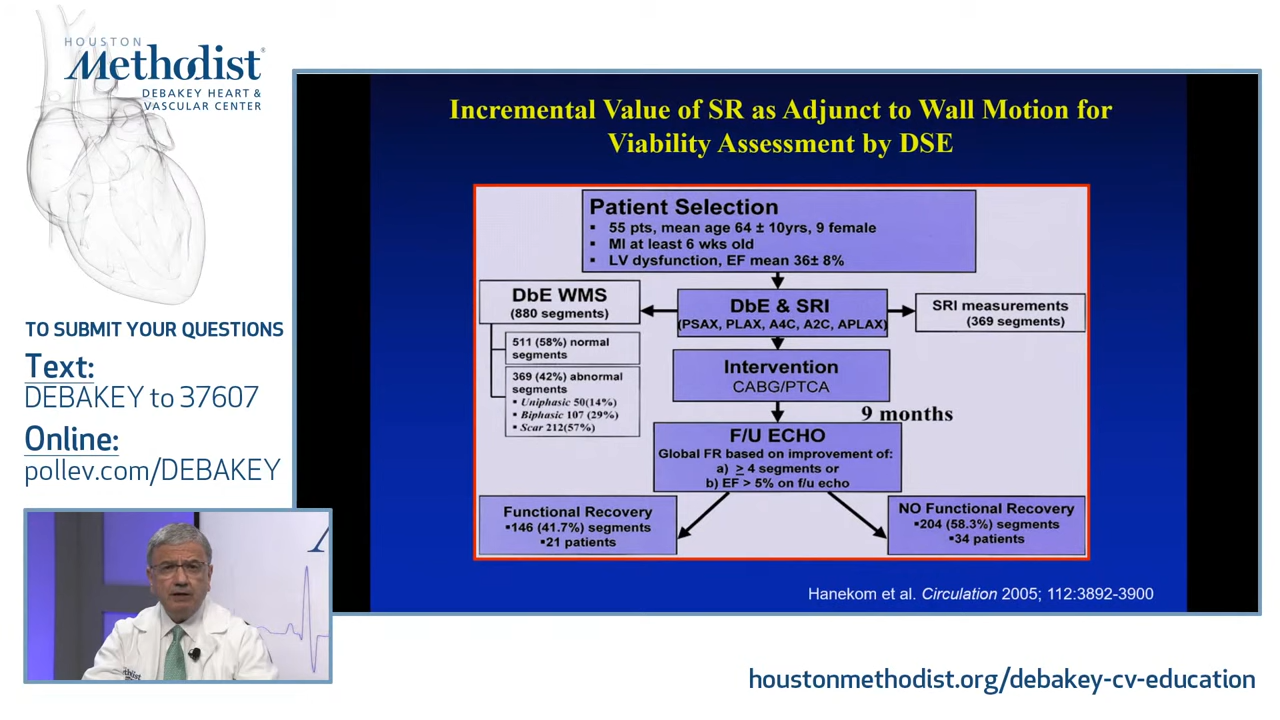 HOUSTON
Methodist®
DEBAKEY HEART &
VASCULAR CENTER
TO SUBMIT YOUR QUESTIONS
Text:
DEBAKEY to 37607
Online:
pollev.com/DEBAKEY
Incremental Value of SR as Adjunct to Wall Motion for
Viability Assessment by DSE
Patient Selection
▪ 55 pts, mean age 64 ± 10yrs, 9 female
▪ MI at least 6 wks old
▪ LV dysfunction, EF mean 36± 8%
DbE WMS
(880 segments)
511 (58%) normal
segments
369 (42%) abnormal
segments
▪ Uniphasic 50(14%)
▪ Biphasic 107 (29%)
▪ Scar 212(57%)
DbE & SRI
(PSAX, PLAX, A4C, A2C, APLAX)
SRI measurements
(369 segments)
Intervention
CABG/PTCA
9 months
F/U ECHO
Global FR based on improvement of:
a) ≥ 4 segments or
b) EF > 5% on f/u echo
Functional Recovery
▪146 (41.7%) segments
▪21 patients
NO Functional Recovery
▪204 (58.3%) segments
▪34 patients
Hanekom et al. Circulation 2005; 112:3892-3900
houstonmethodist.org/debakey-cv-education